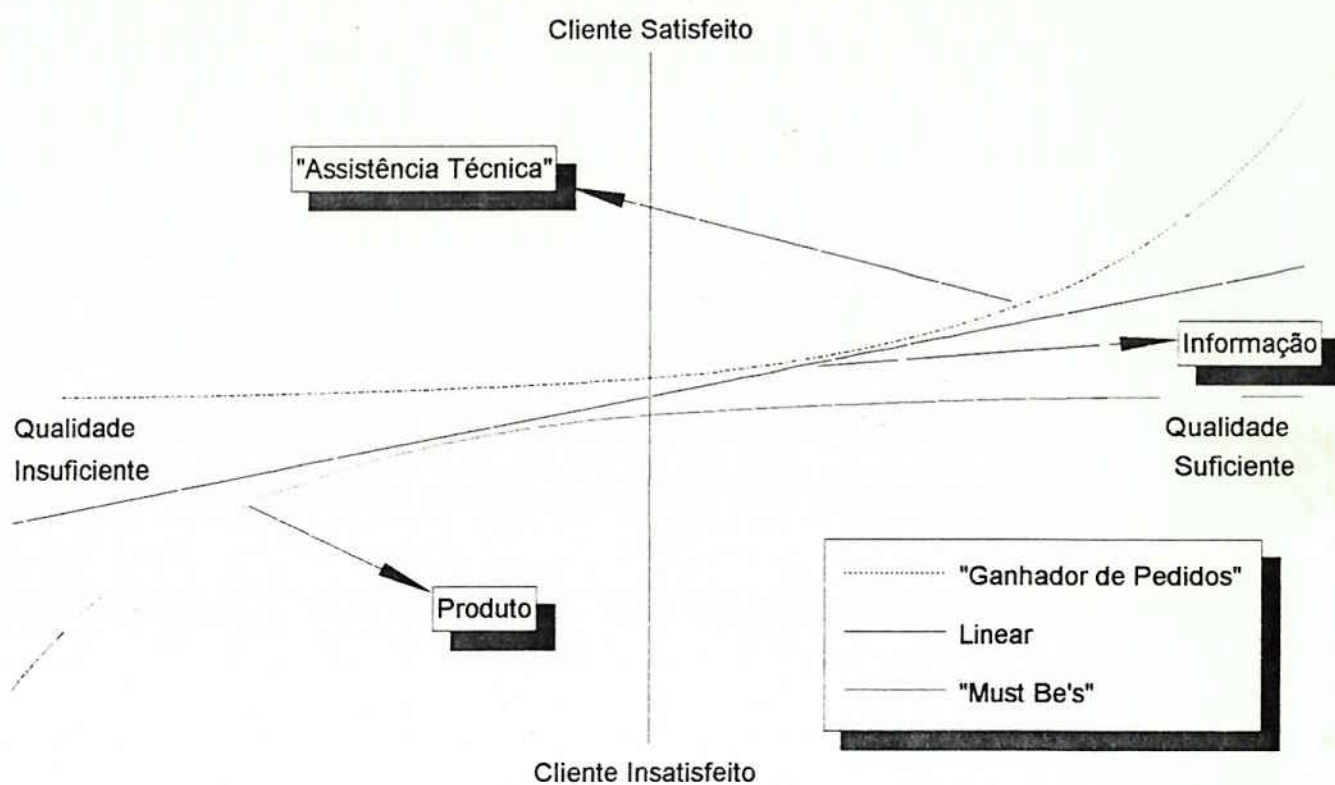 Cliente Satisfeito
"Assistência Técnica"
Informação
Qualidade
Insuficiente
Qualidade
Suficiente
Produto
"Ganhador de Pedidos"
Linear
"Must Be's"
Cliente Insatisfeito